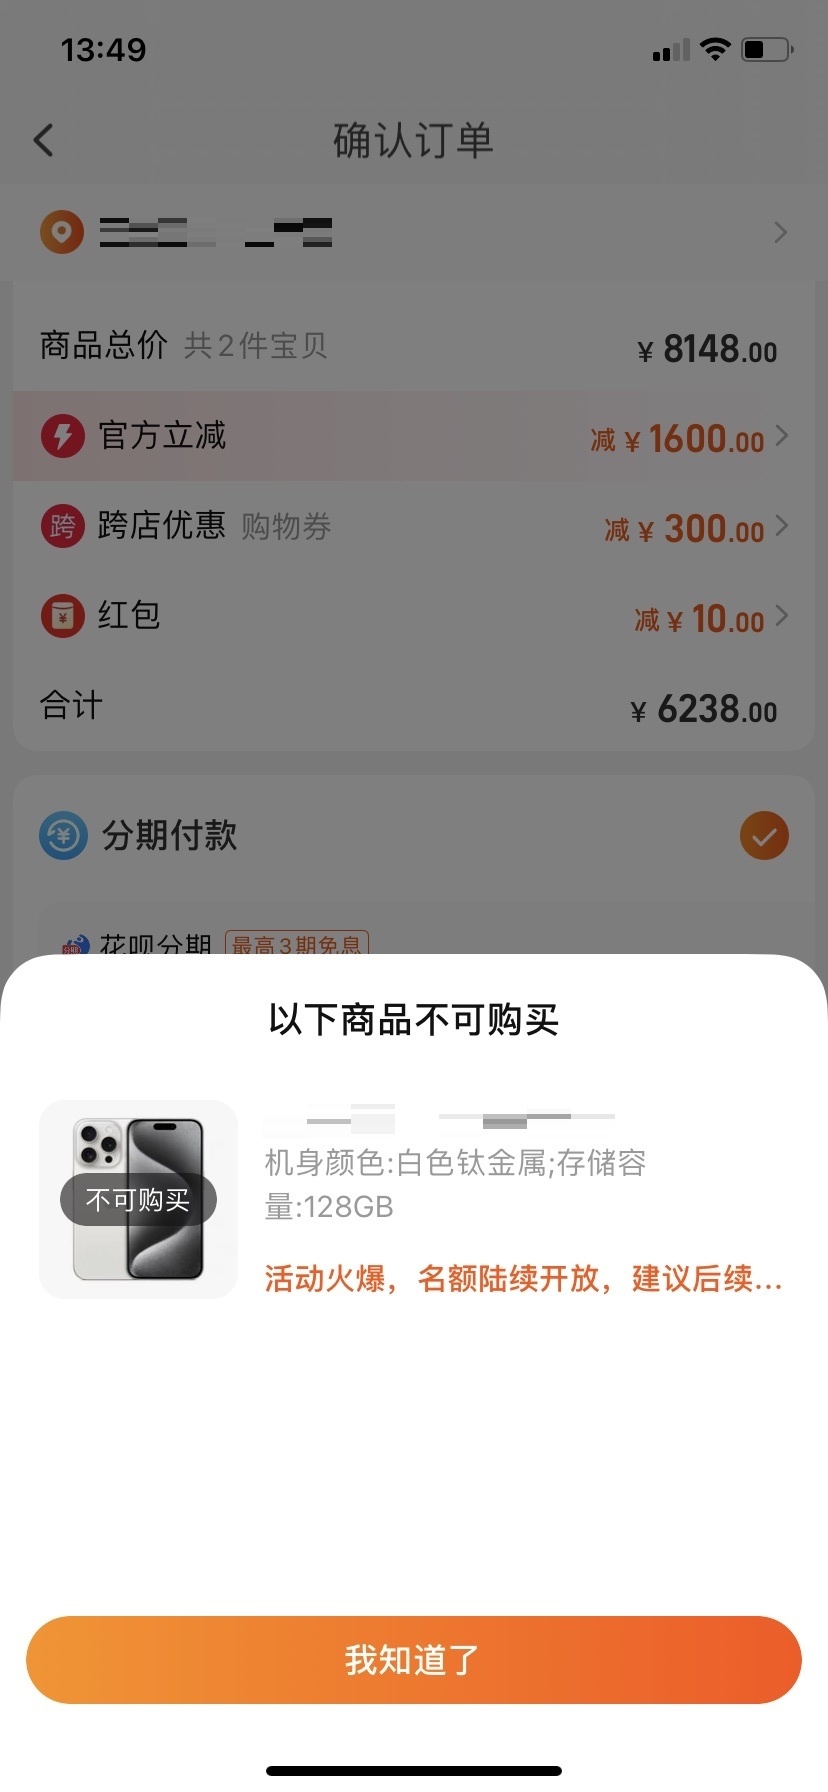 13:49
确认订单
商品总价 共2件宝贝 ¥ 8148.00
官方立减 减 ¥ 1600.00
跨 跨店优惠 购物券 减 ¥ 300.00
¥ 红包 减 ¥ 10.00
合计 ¥ 6238.00
¥ 分期付款
分期 花呗分期 最高3期免息
以下商品不可购买
不可购买
机身颜色:白色钛金属;存储容
量:128GB
活动火爆，名额陆续开放，建议后续...
我知道了